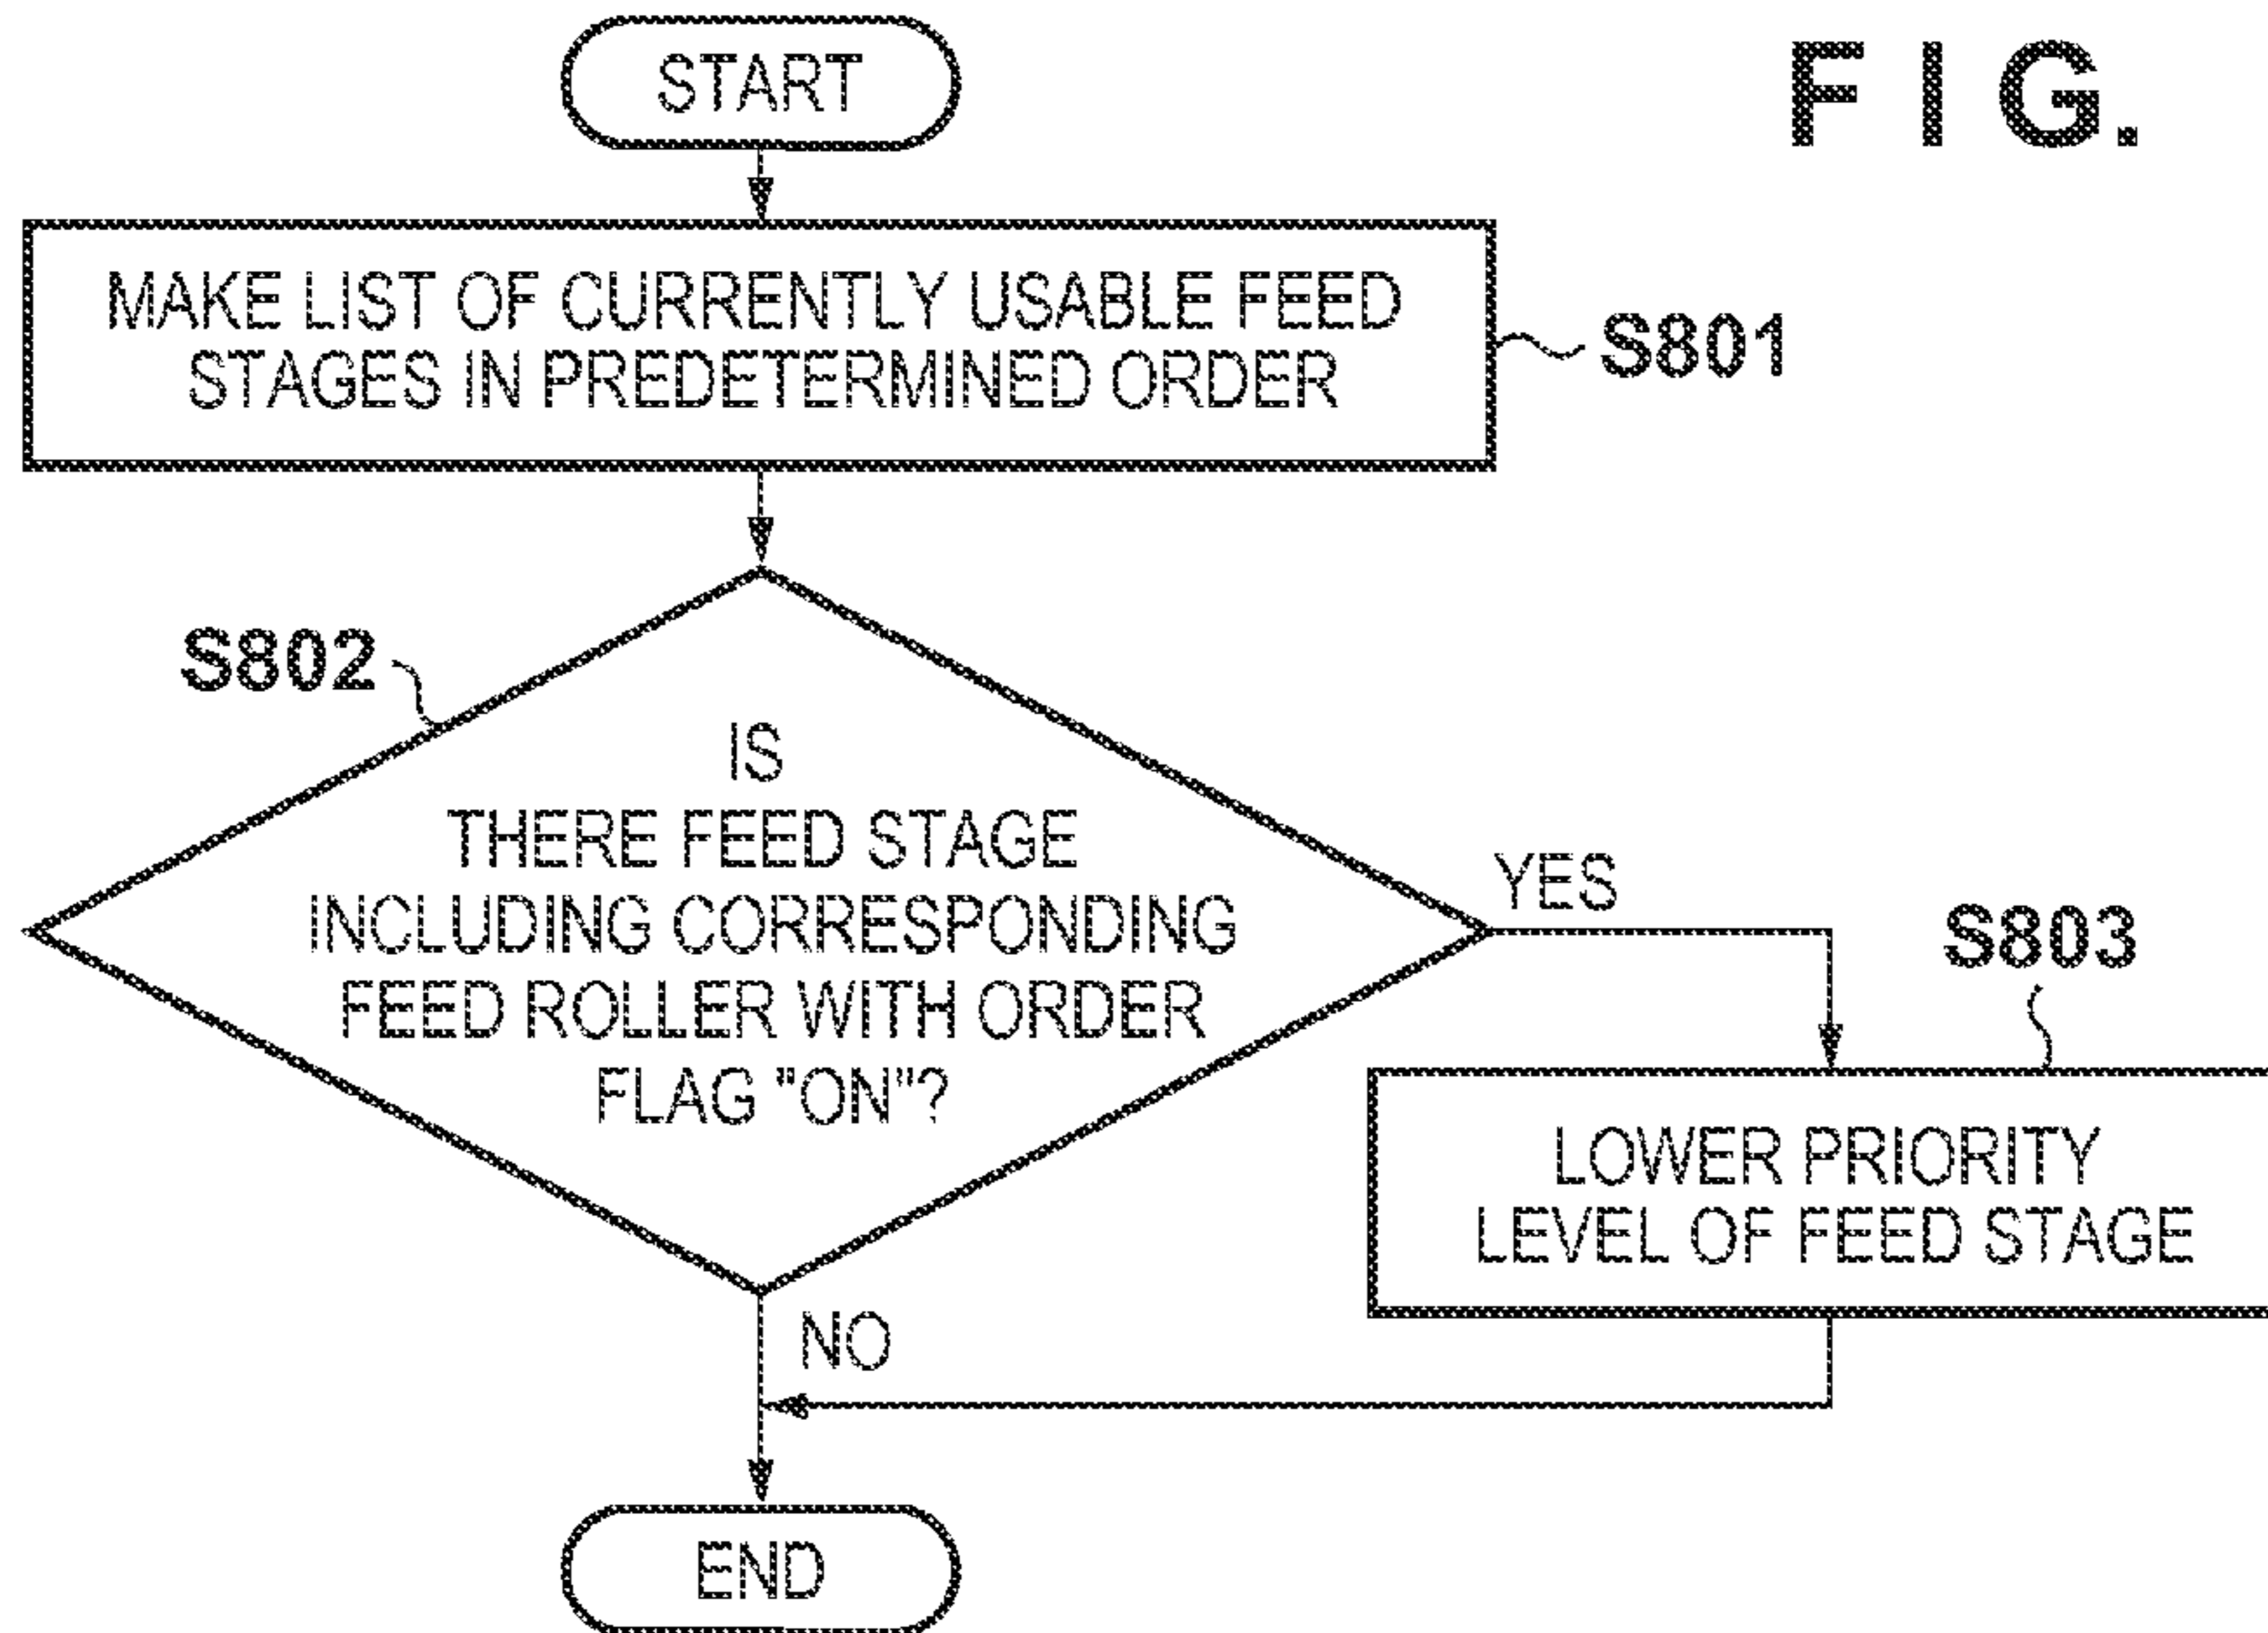 START
FIG.
MAKE LIST OF CURRENTLY USABLE FEED
STAGES IN PREDETERMINED ORDER
S801
S802
IS
THERE FEED STAGE
INCLUDING CORRESPONDING
FEED ROLLER WITH ORDER
FLAG "ON"?
YES
S803
LOWER PRIORITY
LEVEL OF FEED STAGE
NO
END